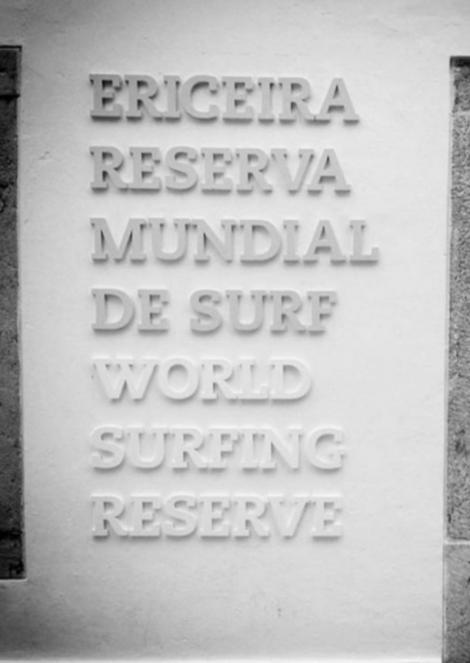 ERICEIRA
RESERVA
MUNDIAL
DE SURF
WORLD
SURFING
RESERVE